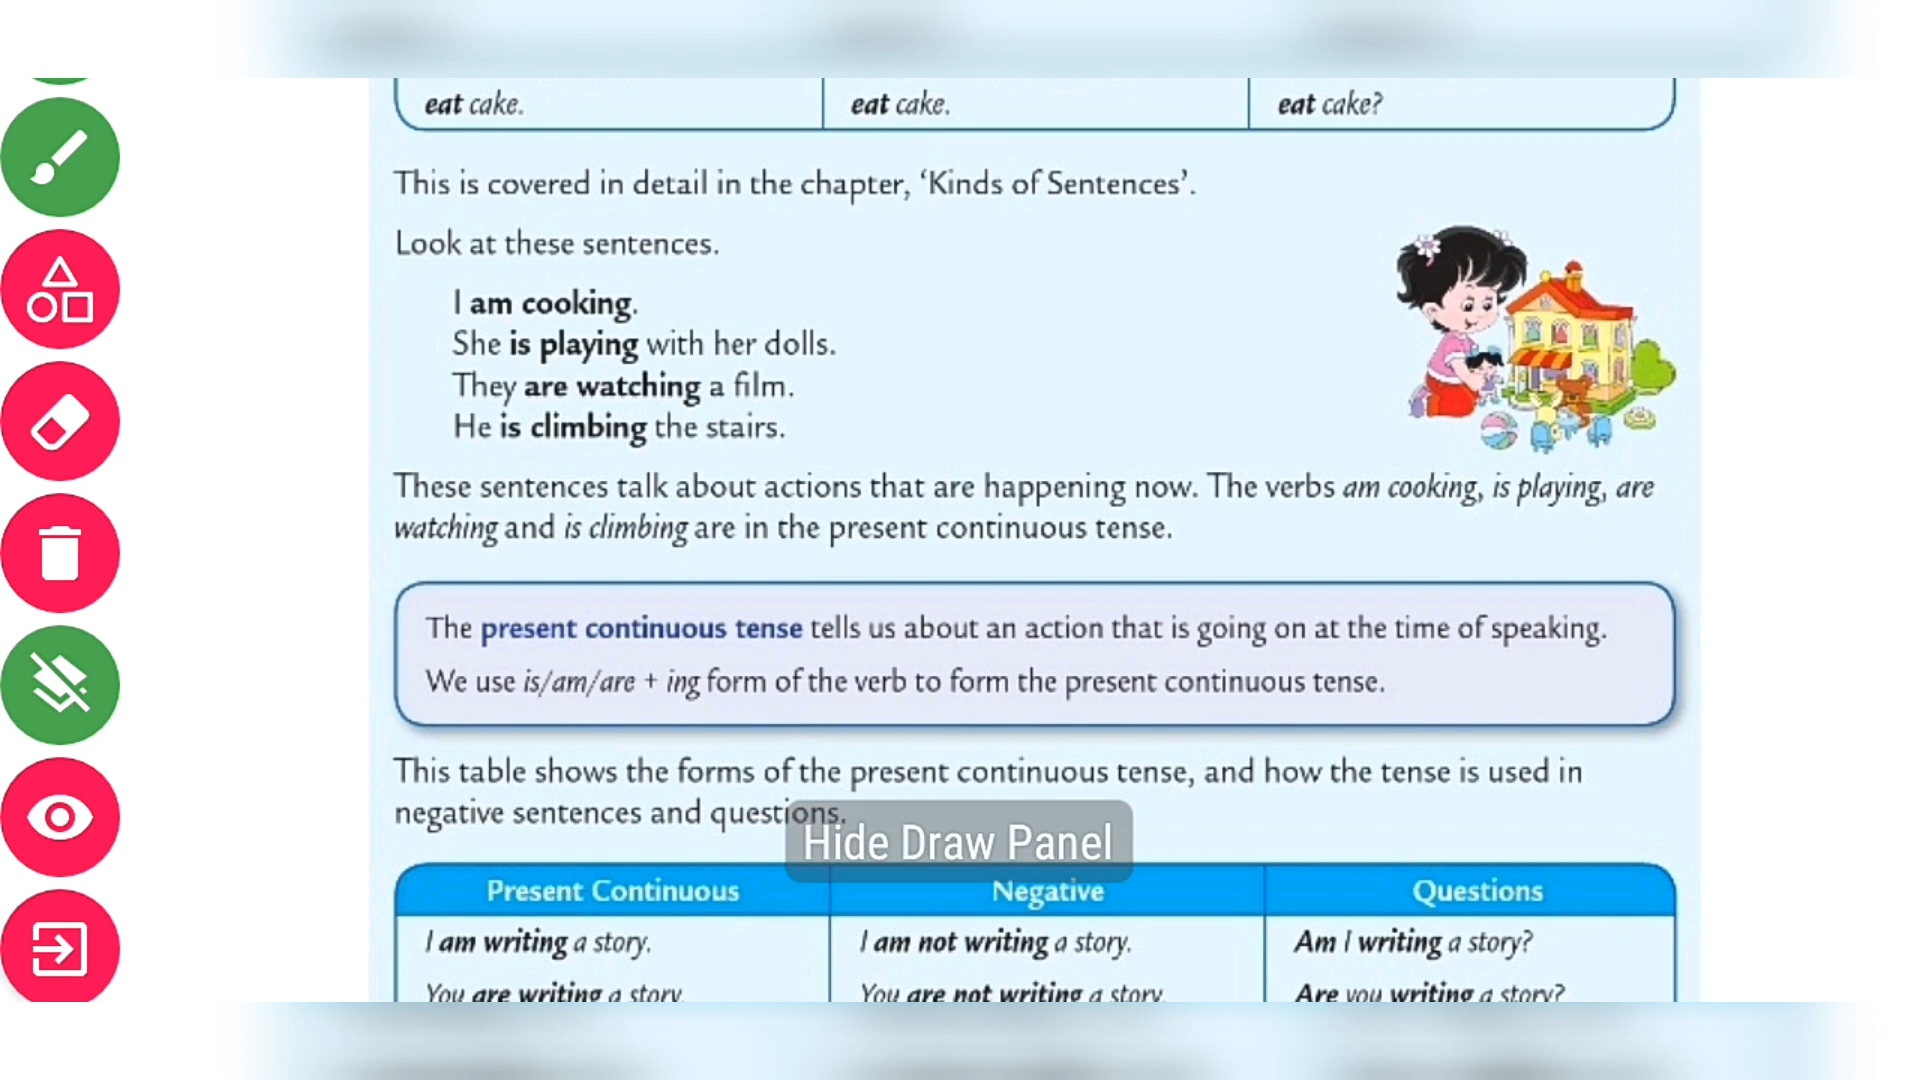 eat cake. eat cake. eat cake?
This is covered in detail in the chapter, ‘Kinds of Sentences’.
Look at these sentences.
I am cooking.
She is playing with her dolls.
They are watching a film.
He is climbing the stairs.
These sentences talk about actions that are happening now. The verbs am cooking, is playing, are
watching and is climbing are in the present continuous tense.
The present continuous tense tells us about an action that is going on at the time of speaking.
We use is/am/are + ing form of the verb to form the present continuous tense.
This table shows the forms of the present continuous tense, and how the tense is used in
negative sentences and questions.
Hide Draw Panel
Present Continuous Negative Questions
I am writing a story. I am not writing a story. Am I writing a story?
You are writing a story. You are not writing a story. Are you writing a story?